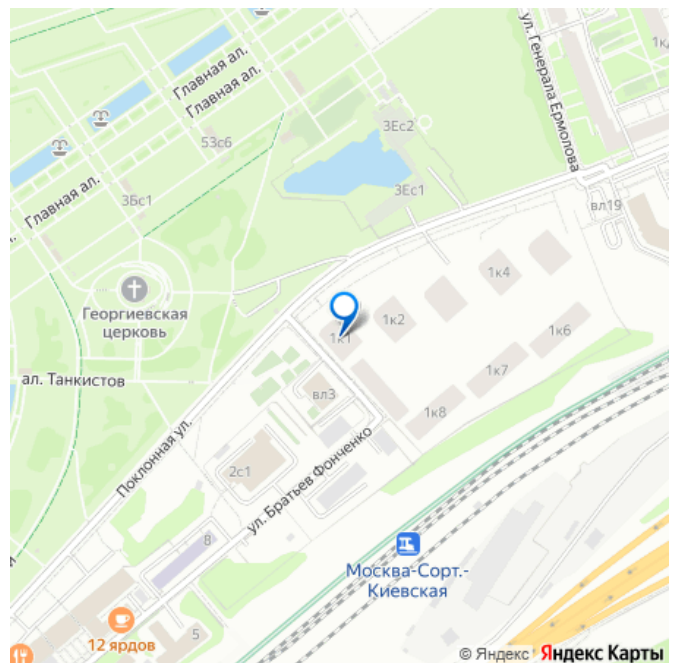 ул. Генерала Ермолова
Главная ал.
Главная ал.
3Ес2
53с6
3Ес1
3Бс1
Главная ал.
вл19
1к4
Георгиевская
церковь
1к1
1к2
1к6
1к7
ал. Танкистов
вл3
1к8
Поклонная ул.
2с1
ул. Братьев Фонченко
8
Москва-Сорт.-
Киевская
12 ярдов
5
© Яндекс Яндекс Карты